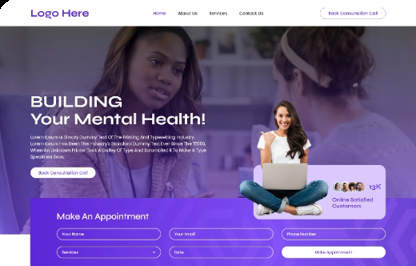 Logo Here
Home About Us Services Contact Us
Book Consultation Call
BUILDING
Your Mental Health!
Lorem Ipsum Is Simply Dummy Text Of The Printing And Typesetting Industry.
Lorem Ipsum Has Been The Industry's Standard Dummy Text Ever Since The 1500s,
When An Unknown Printer Took A Galley Of Type And Scrambled It To Make A Type
Specimen Book.
Book Consultation Call
13K
Online Satisfied
Customers
Make An Appointment
Your Name
Your Email
Phone Number
Services
Date
Make Appointment